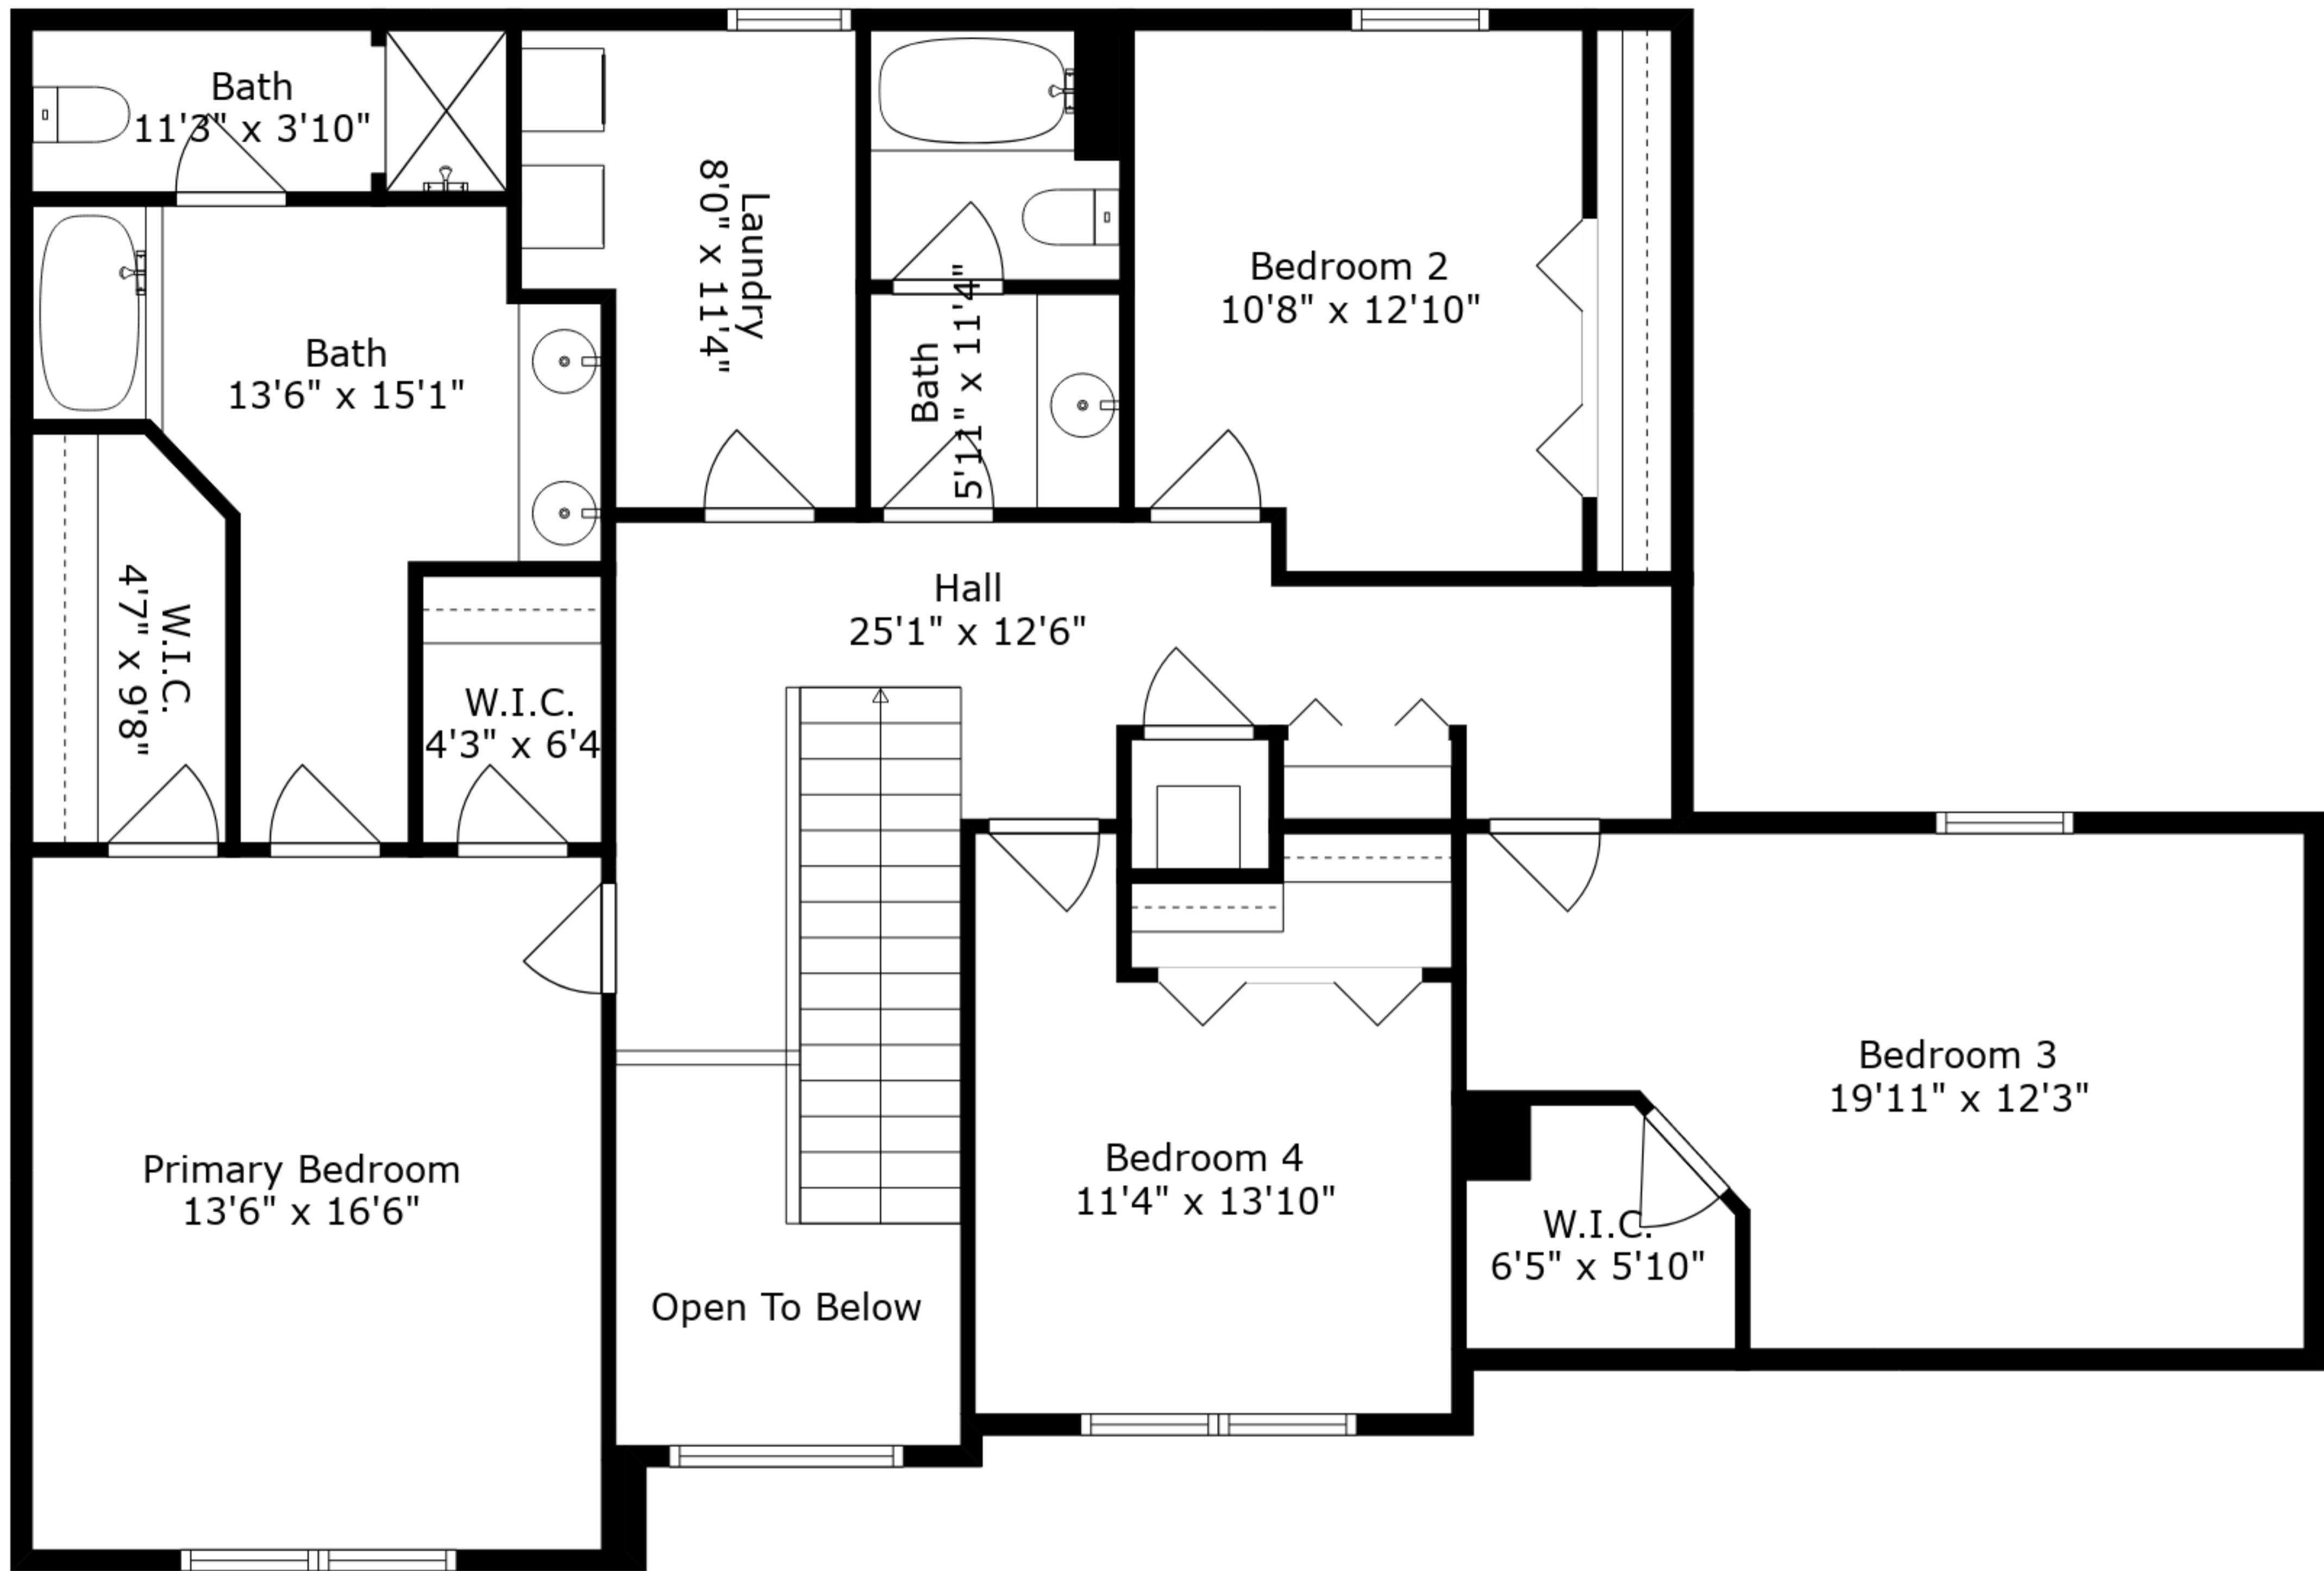 Bath
11'3" x 3'10"
Laundry
8'0" x 11'4"
Bedroom 2
10'8" x 12'10"
Bath
13'6" x 15'1"
Bath
5'11" x 11'4"
Hall
25'1" x 12'6"
W.I.C.
4'7" x 9'8"
W.I.C.
4'3" x 6'4
Bedroom 3
19'11" x 12'3"
Primary Bedroom
13'6" x 16'6"
Bedroom 4
11'4" x 13'10"
W.I.C.
6'5" x 5'10"
Open To Below